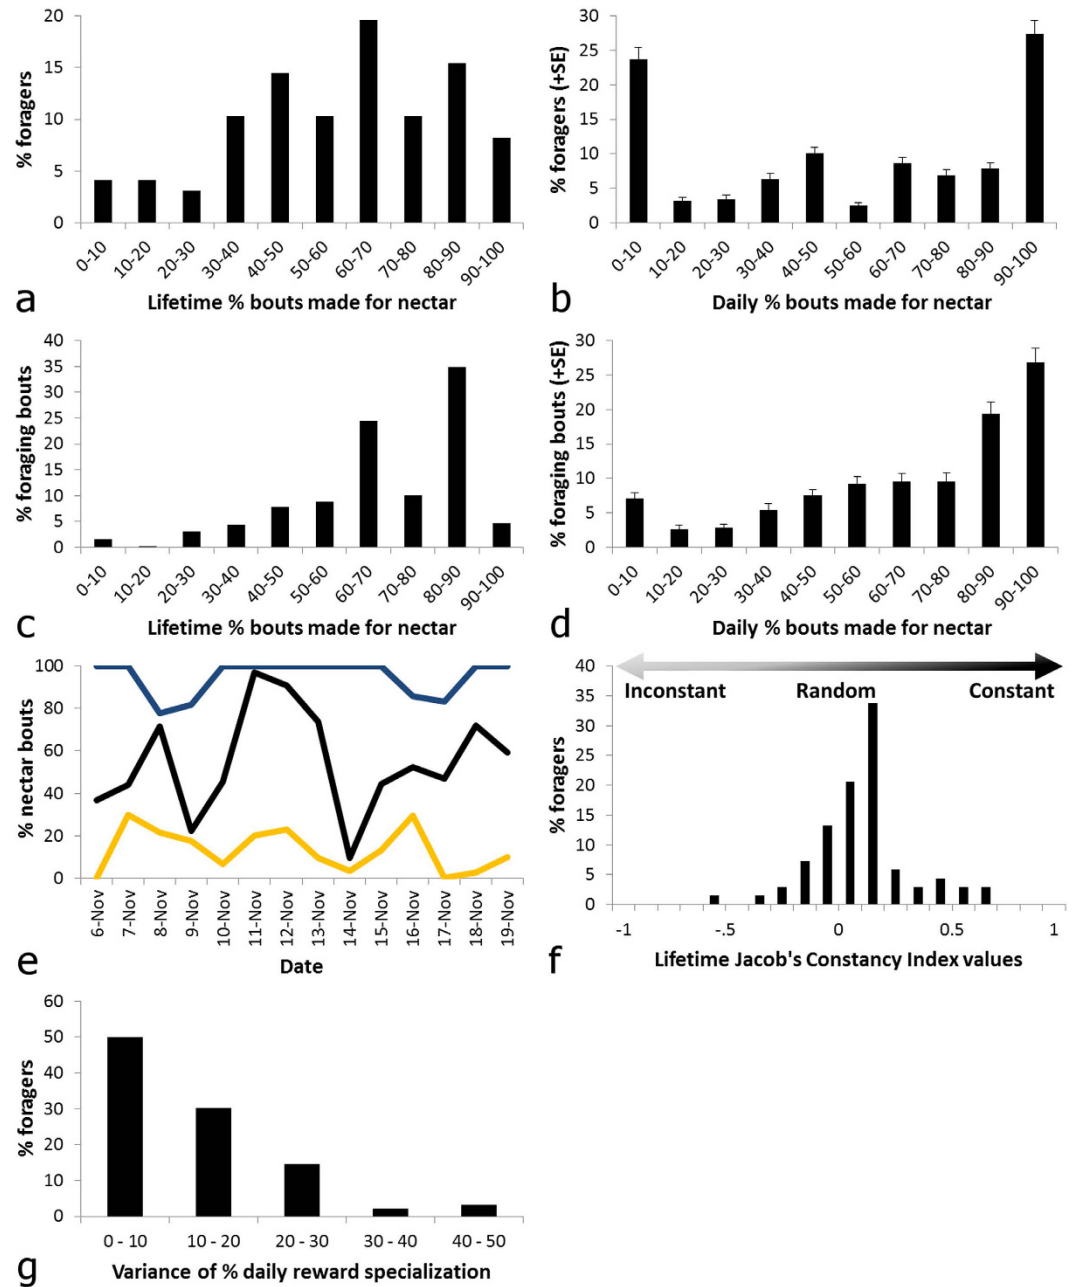 % foragers
20
15
10
5
0
0-10
10-20
20-30
30-40
40-50
50-60
60-70
70-80
80-90
90-100
a
Lifetime % bouts made for nectar
% foragers (+SE)
30
25
20
15
10
5
0
0-10
10-20
20-30
30-40
40-50
50-60
60-70
70-80
80-90
90-100
b
Daily % bouts made for nectar
% foraging bouts
40
35
30
25
20
15
10
5
0
0-10
10-20
20-30
30-40
40-50
50-60
60-70
70-80
80-90
90-100
c
Lifetime % bouts made for nectar
% foraging bouts (+SE)
30
25
20
15
10
5
0
0-10
10-20
20-30
30-40
40-50
50-60
60-70
70-80
80-90
90-100
d
Daily % bouts made for nectar
% nectar bouts
100
80
60
40
20
0
6-Nov
7-Nov
8-Nov
9-Nov
10-Nov
11-Nov
12-Nov
13-Nov
14-Nov
15-Nov
16-Nov
17-Nov
18-Nov
19-Nov
e
Date
% foragers
40
35
30
25
20
15
10
5
0
Inconstant Random Constant
-1 -.5 0 0.5 1
f
Lifetime Jacob's Constancy Index values
% foragers
60
50
40
30
20
10
0
0 - 10 10 - 20 20 - 30 30 - 40 40 - 50
g
Variance of % daily reward specialization